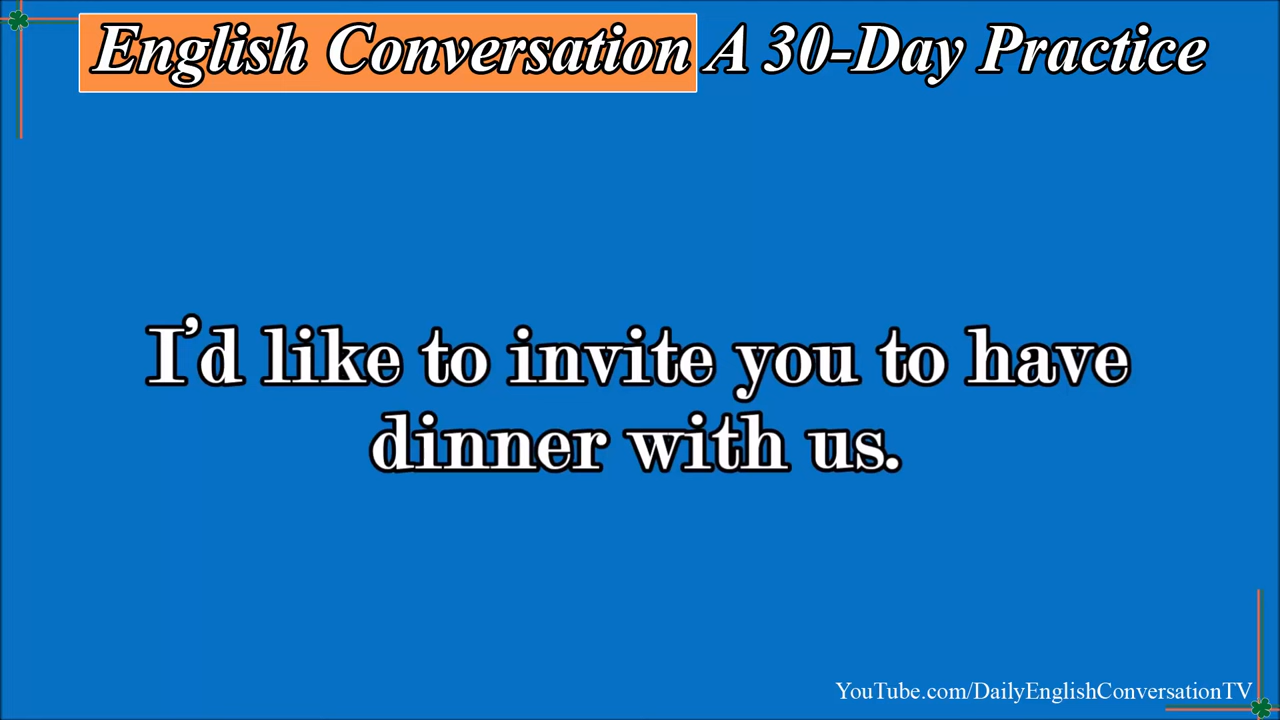 English Conversation A 30-Day Practice
I'd like to invite you to have
dinner with us.
YouTube.com/DailyEnglishConversationTV